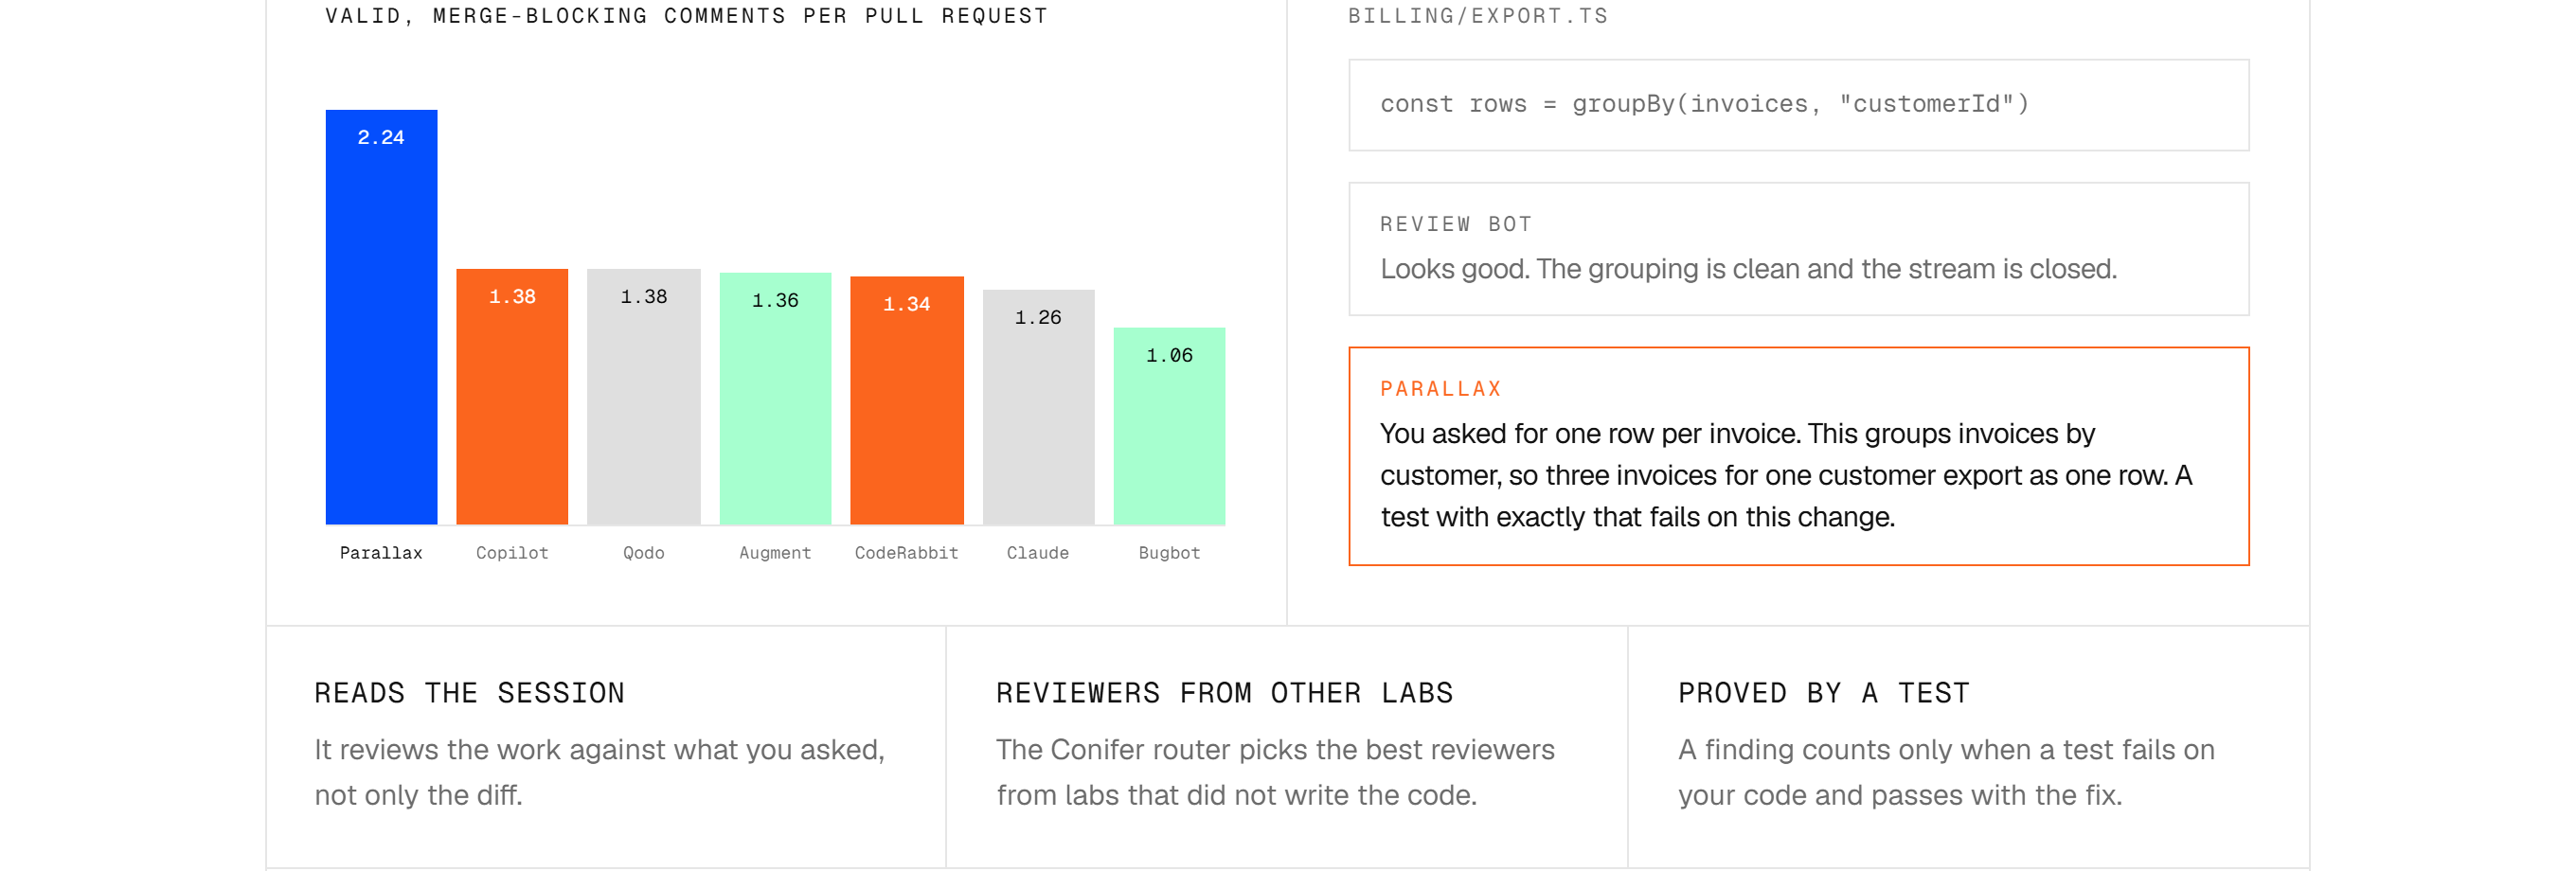 VALID, MERGE-BLOCKING COMMENTS PER PULL REQUEST
2.24
1.38
1.38
1.36
1.34
1.26
1.06
Parallax
Copilot
Qodo
Augment
CodeRabbit
Claude
Bugbot
BILLING/EXPORT.TS
const rows = groupBy(invoices, "customerId")
REVIEW BOT
Looks good. The grouping is clean and the stream is closed.
PARALLAX
You asked for one row per invoice. This groups invoices by
customer, so three invoices for one customer export as one row. A
test with exactly that fails on this change.
READS THE SESSION
It reviews the work against what you asked,
not only the diff.
REVIEWERS FROM OTHER LABS
The Conifer router picks the best reviewers
from labs that did not write the code.
PROVED BY A TEST
A finding counts only when a test fails on
your code and passes with the fix.